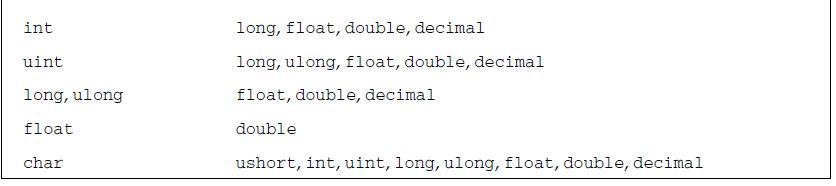 int long, float, double, decimal
uint long, ulong, float, double, decimal
long, ulong float, double, decimal
float double
char ushort, int, uint, long, ulong, float, double, decimal